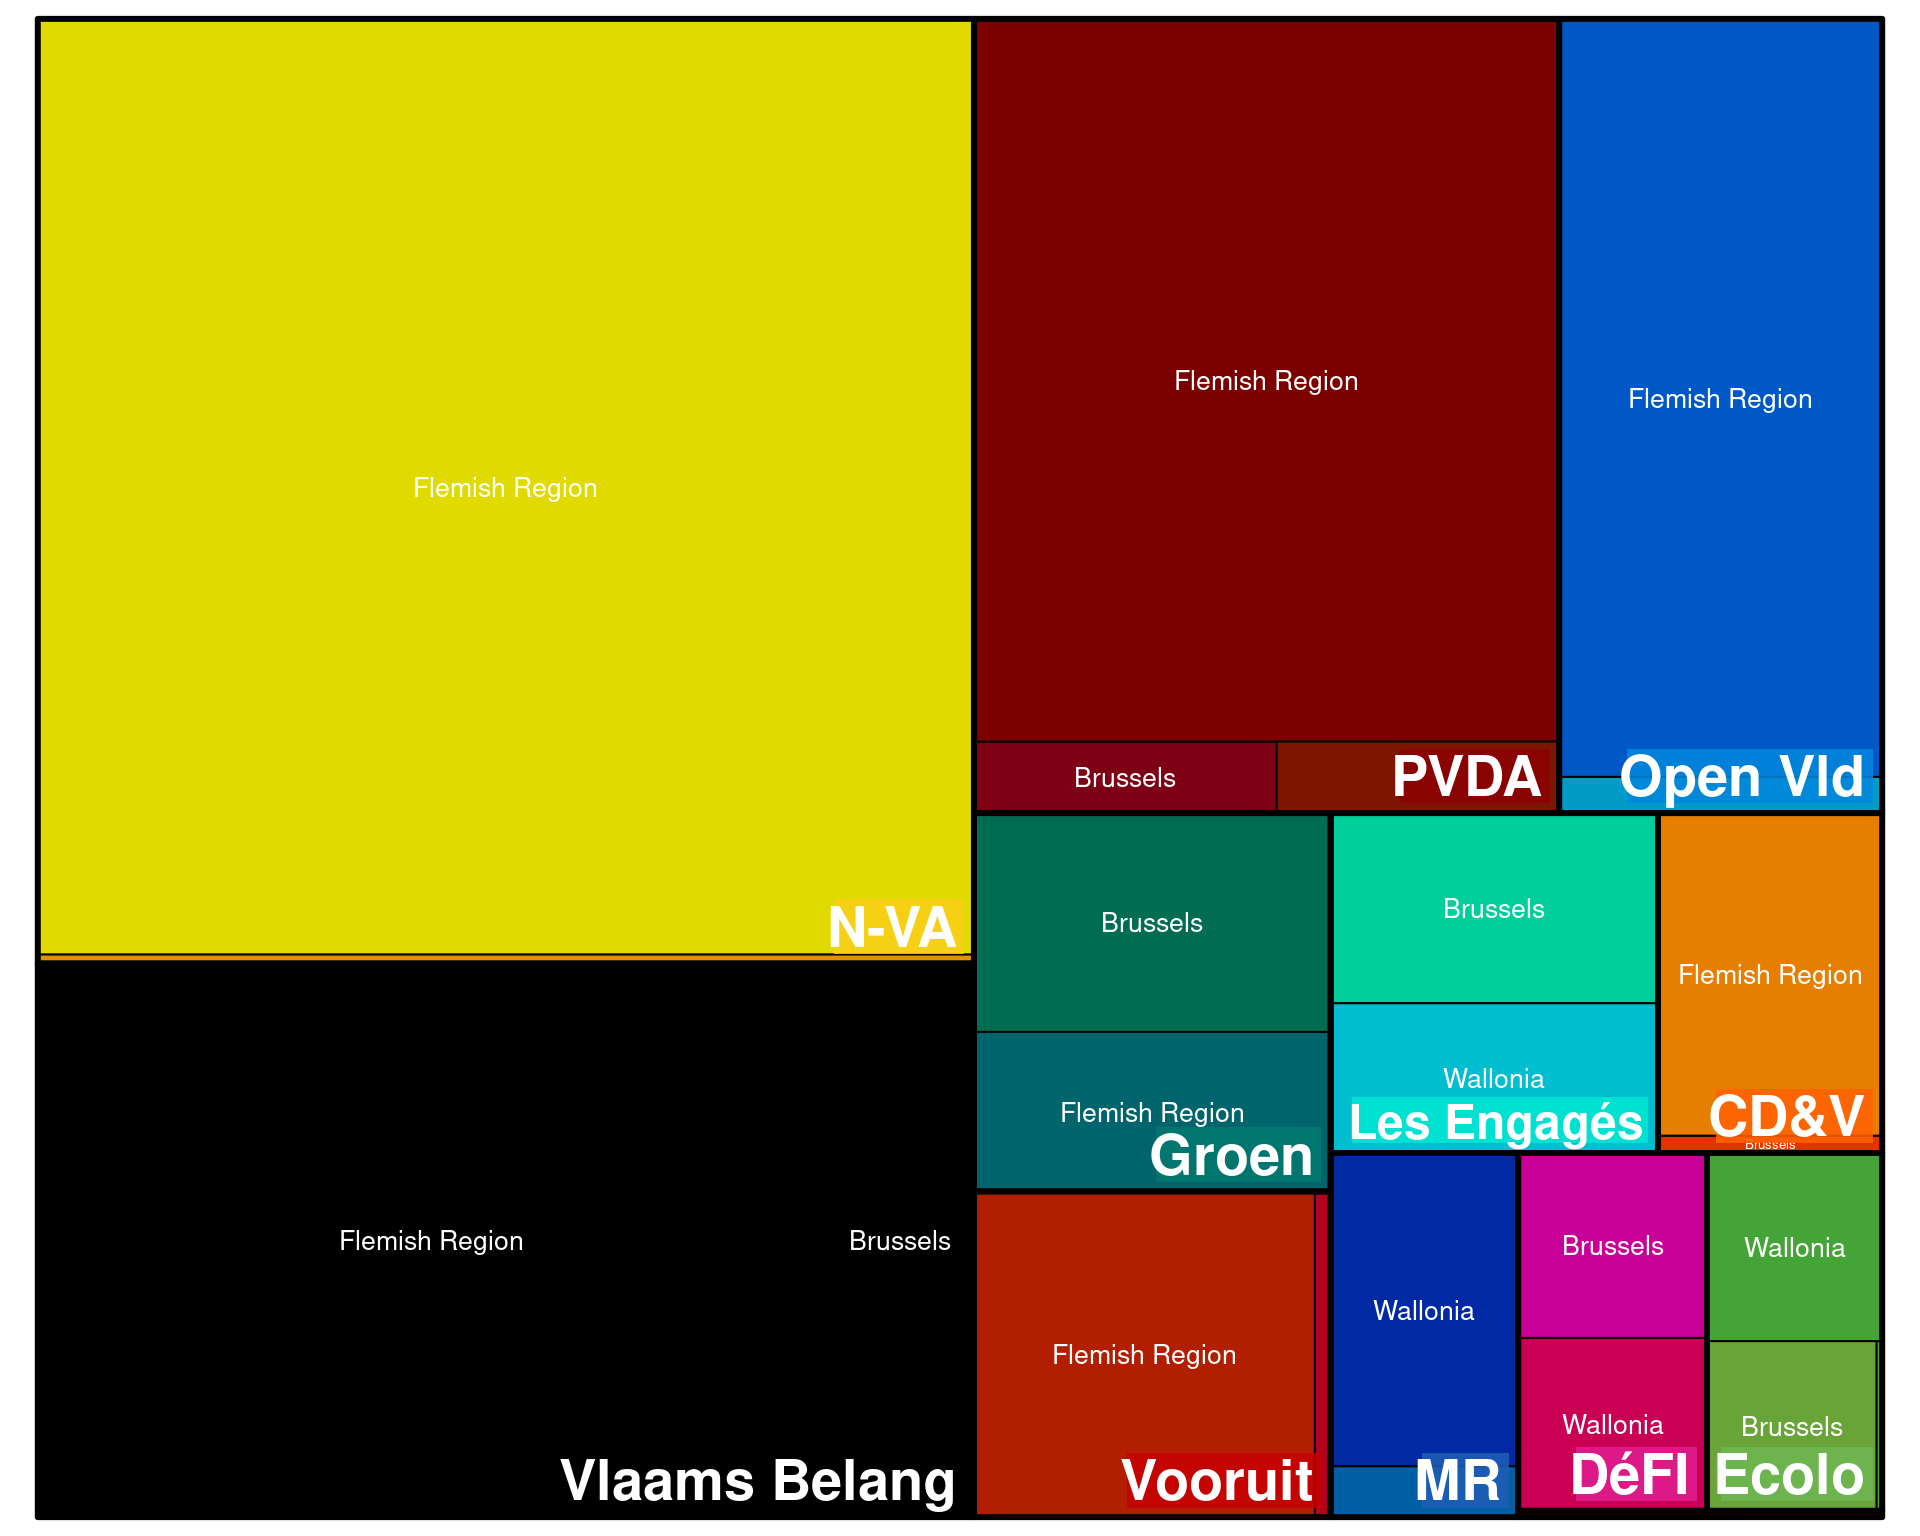 Flemish Region
N-VA
Flemish Region
Brussels
Vlaams Belang
Flemish Region
Brussels
PVDA
Flemish Region
Open Vld
Brussels
Flemish Region
Groen
Brussels
Wallonia
Les Engagés
Flemish Region
CD&V
Brussels
Flemish Region
Vooruit
Wallonia
MR
Brussels
Wallonia
DéFI
Wallonia
Brussels
Ecolo